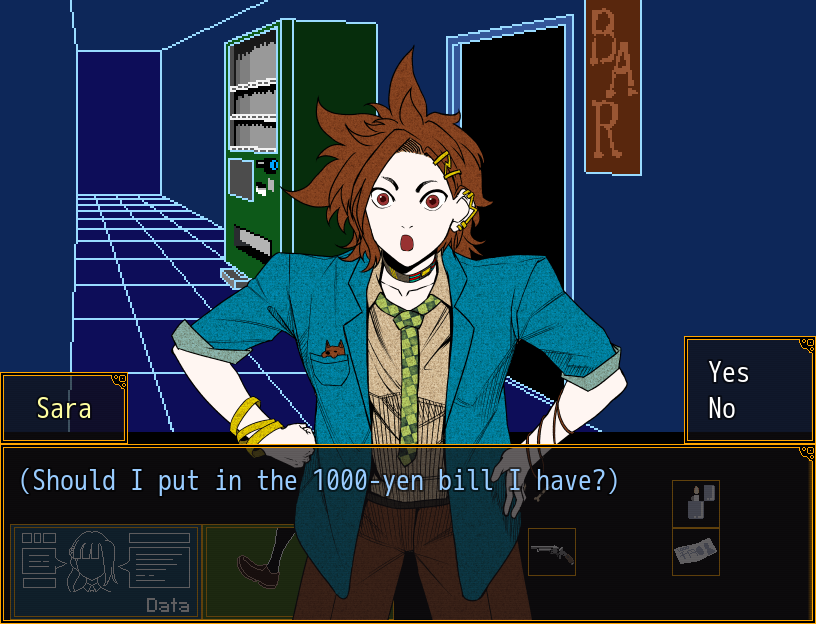 BAR
Yes
No
Sara
(Should I put in the 1000-yen bill I have?)
Data